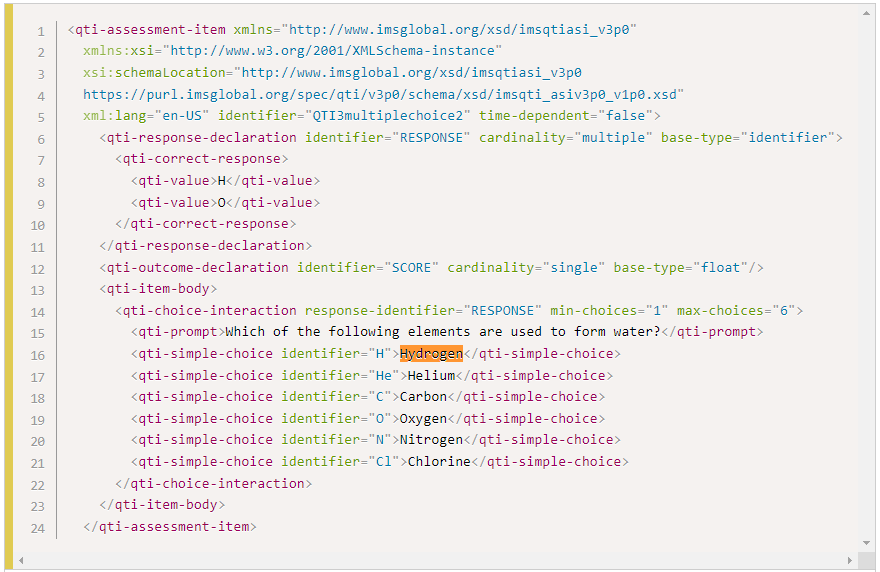 1 <qti-assessment-item xmlns="http://www.imsglobal.org/xsd/imsqtiasi_v3p0"
2 xmlns:xsi="http://www.w3.org/2001/XMLSchema-instance"
3 xsi:schemaLocation="http://www.imsglobal.org/xsd/imsqtiasi_v3p0
4 https://purl.imsglobal.org/spec/qti/v3p0/schema/xsd/imsqti_asiv3p0_v1p0.xsd"
5 xml:lang="en-US" identifier="QTI3multiplechoice2" time-dependent="false">
6 <qti-response-declaration identifier="RESPONSE" cardinality="multiple" base-type="identifier">
7 <qti-correct-response>
8 <qti-value>H</qti-value>
9 <qti-value>O</qti-value>
10 </qti-correct-response>
11 </qti-response-declaration>
12 <qti-outcome-declaration identifier="SCORE" cardinality="single" base-type="float"/>
13 <qti-item-body>
14 <qti-choice-interaction response-identifier="RESPONSE" min-choices="1" max-choices="6">
15 <qti-prompt>Which of the following elements are used to form water?</qti-prompt>
16 <qti-simple-choice identifier="H">Hydrogen</qti-simple-choice>
17 <qti-simple-choice identifier="He">Helium</qti-simple-choice>
18 <qti-simple-choice identifier="C">Carbon</qti-simple-choice>
19 <qti-simple-choice identifier="O">Oxygen</qti-simple-choice>
20 <qti-simple-choice identifier="N">Nitrogen</qti-simple-choice>
21 <qti-simple-choice identifier="Cl">Chlorine</qti-simple-choice>
22 </qti-choice-interaction>
23 </qti-item-body>
24 </qti-assessment-item>